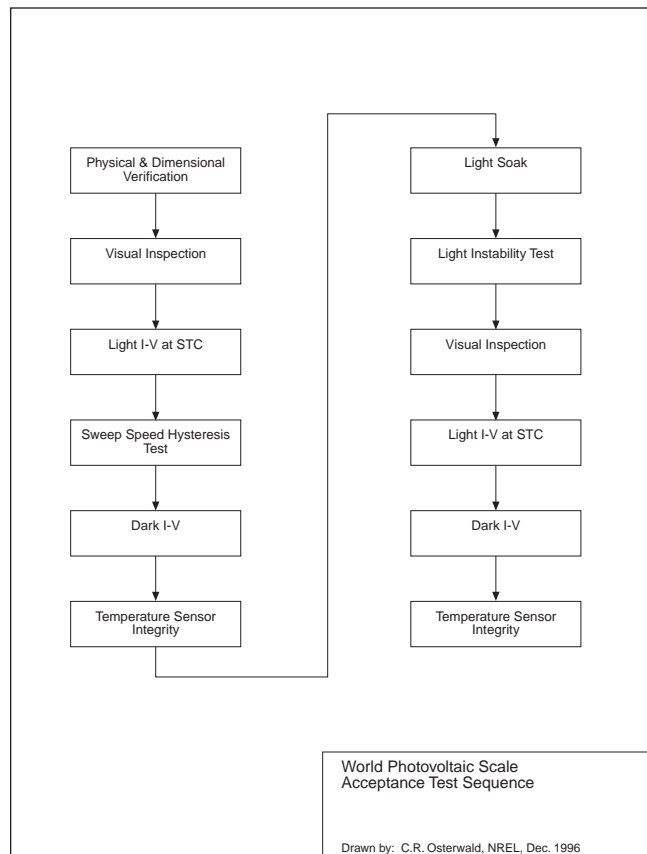 Physical & Dimensional
Verification
Visual Inspection
Light I-V at STC
Sweep Speed Hysteresis
Test
Dark I-V
Temperature Sensor
Integrity
Light Soak
Light Instability Test
Visual Inspection
Light I-V at STC
Dark I-V
Temperature Sensor
Integrity
World Photovoltaic Scale
Acceptance Test Sequence
Drawn by: C.R. Osterwald, NREL, Dec. 1996